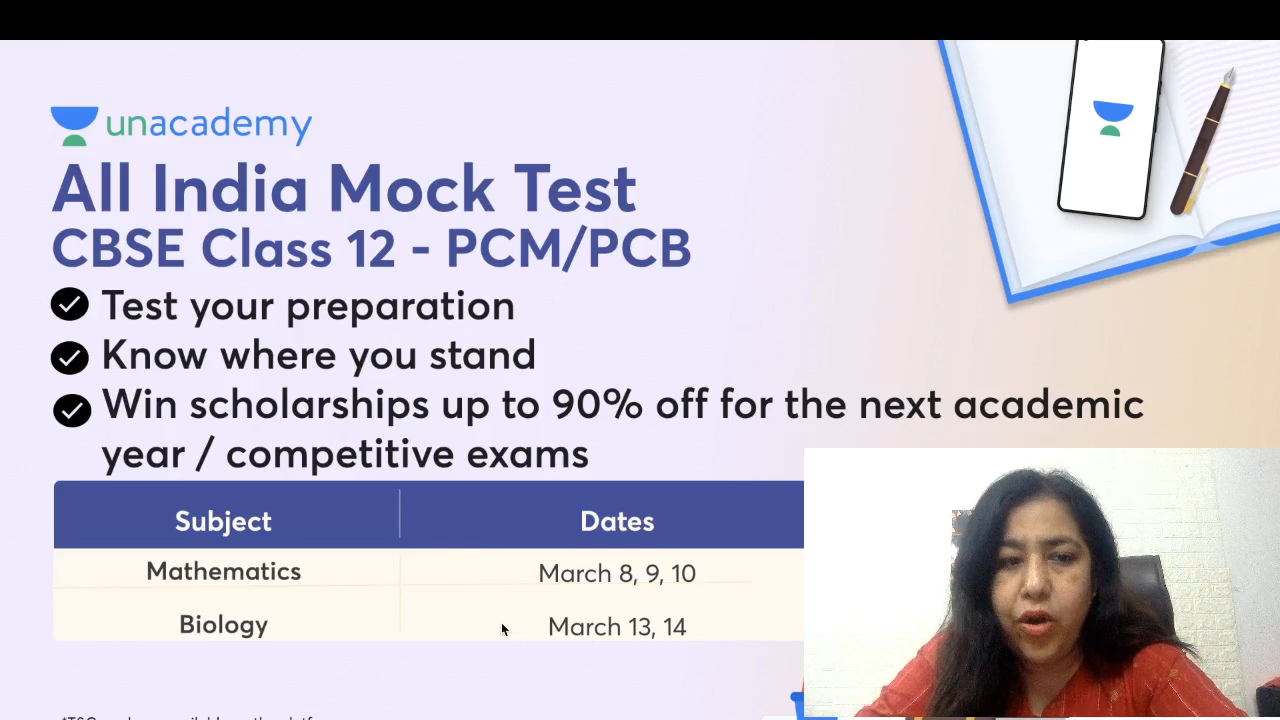 unacademy
All India Mock Test
CBSE Class 12 - PCM/PCB
Test your preparation
Know where you stand
Win scholarships up to 90% off for the next academic
year / competitive exams
Subject Dates
Mathematics March 8, 9, 10
Biology March 13, 14